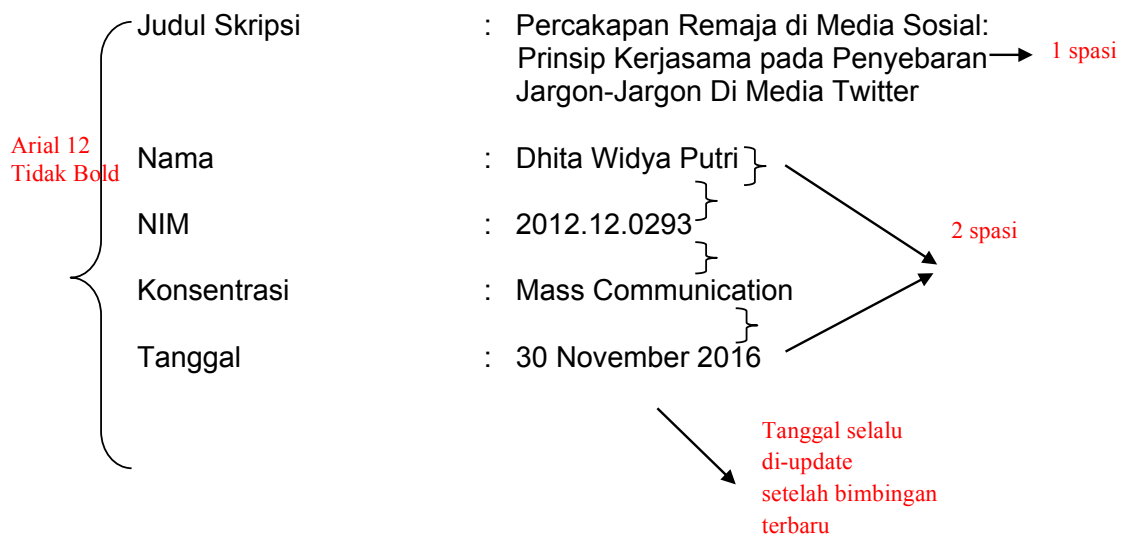 Judul Skripsi : Percakapan Remaja di Media Sosial:
Prinsip Kerjasama pada Penyebaran
1 spasi
Jargon-Jargon Di Media Twitter
Arial 12
Tidak Bold
Nama : Dhita Widya Putri
NIM : 2012.12.0293
2 spasi
Konsentrasi : Mass Communication
Tanggal : 30 November 2016
Tanggal selalu
di-update
setelah bimbingan
terbaru